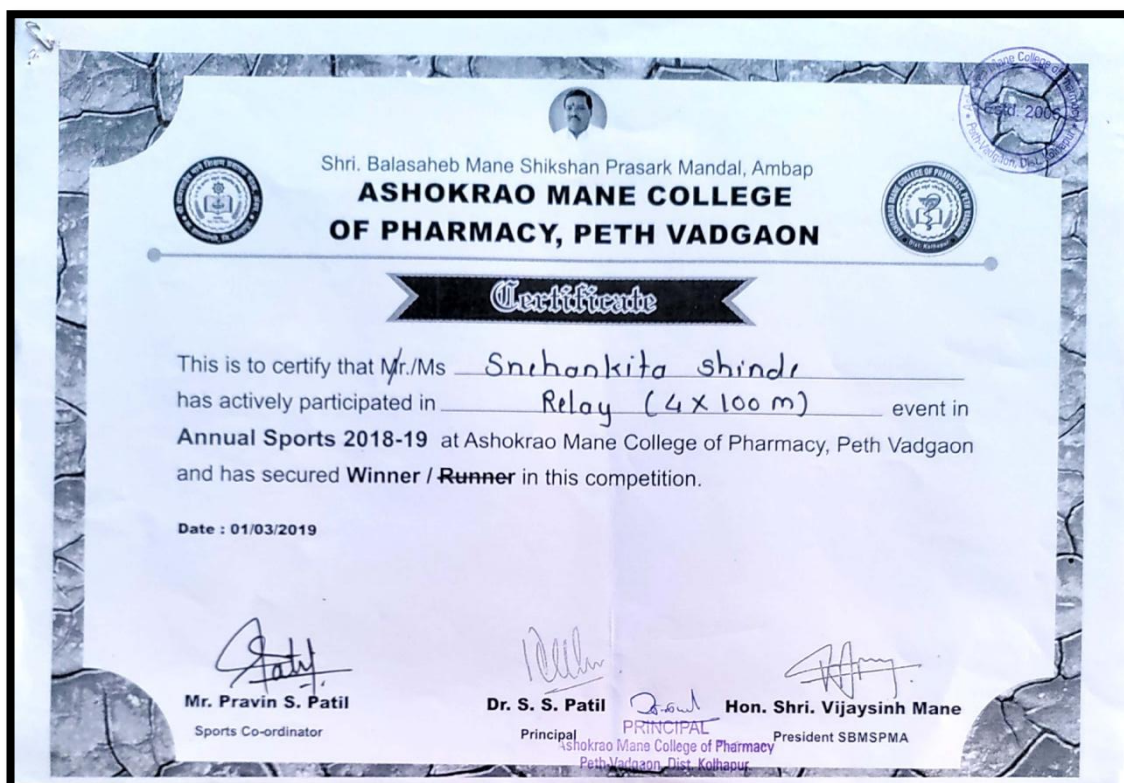 Shri. Balasaheb Mane Shikshan Prasark Mandal, Ambap
ASHOKRAO MANE COLLEGE
OF PHARMACY, PETH VADGAON
Estd. 2006
Certificate
This is to certify that Mr./Ms Snehankita Shinde
has actively participated in Relay (4 X 100 m) event in
Annual Sports 2018-19 at Ashokrao Mane College of Pharmacy, Peth Vadgaon
and has secured Winner / Runner in this competition.
Date : 01/03/2019
Mr. Pravin S. Patil
Sports Co-ordinator
Dr. S. S. Patil
Principal
PRINCIPAL
Ashokrao Mane College of Pharmacy
Peth-Vadgaon, Dist. Kolhapur
Hon. Shri. Vijaysinh Mane
President SBMSPMA